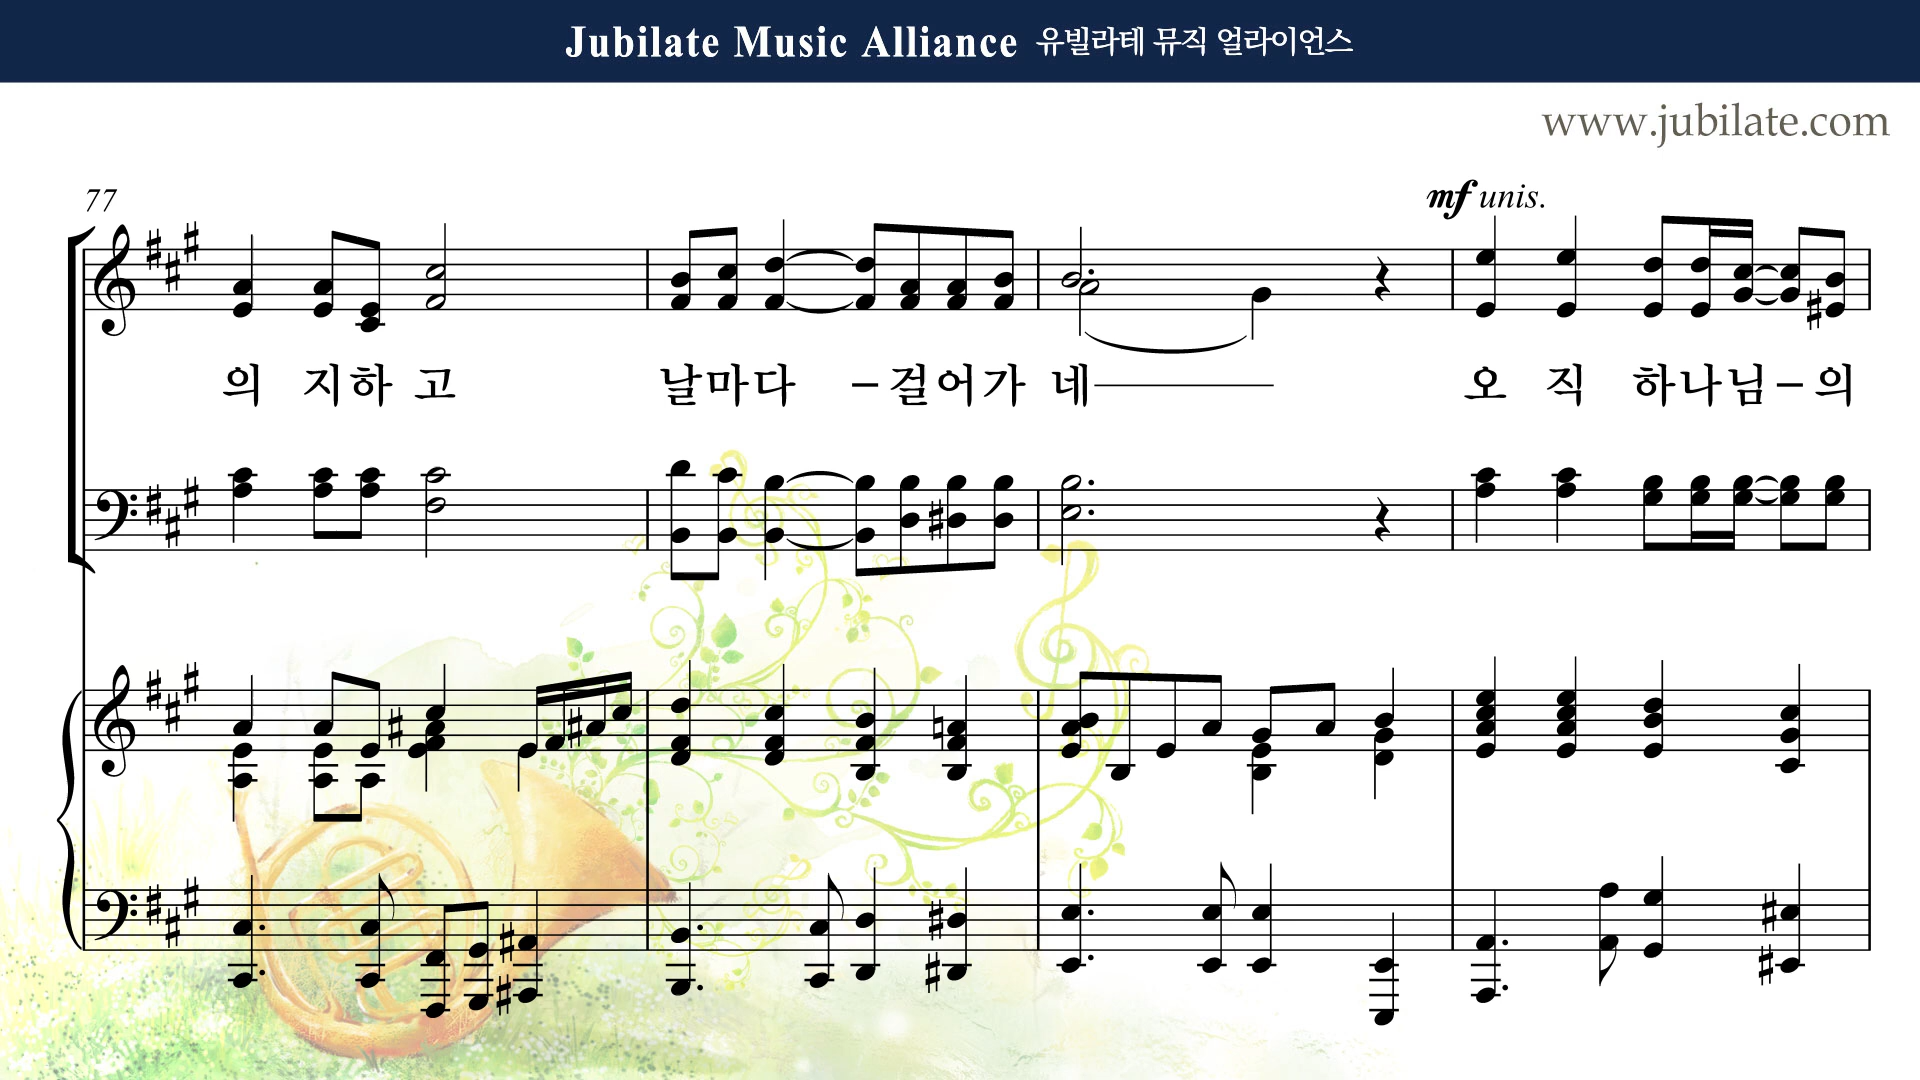 Jubilate Music Alliance 유빌라테 뮤직 얼라이언스
www.jubilate.com
77
mf unis.
의 지하 고 날마다 – 걸어가 네 오 직 하나님 – 의